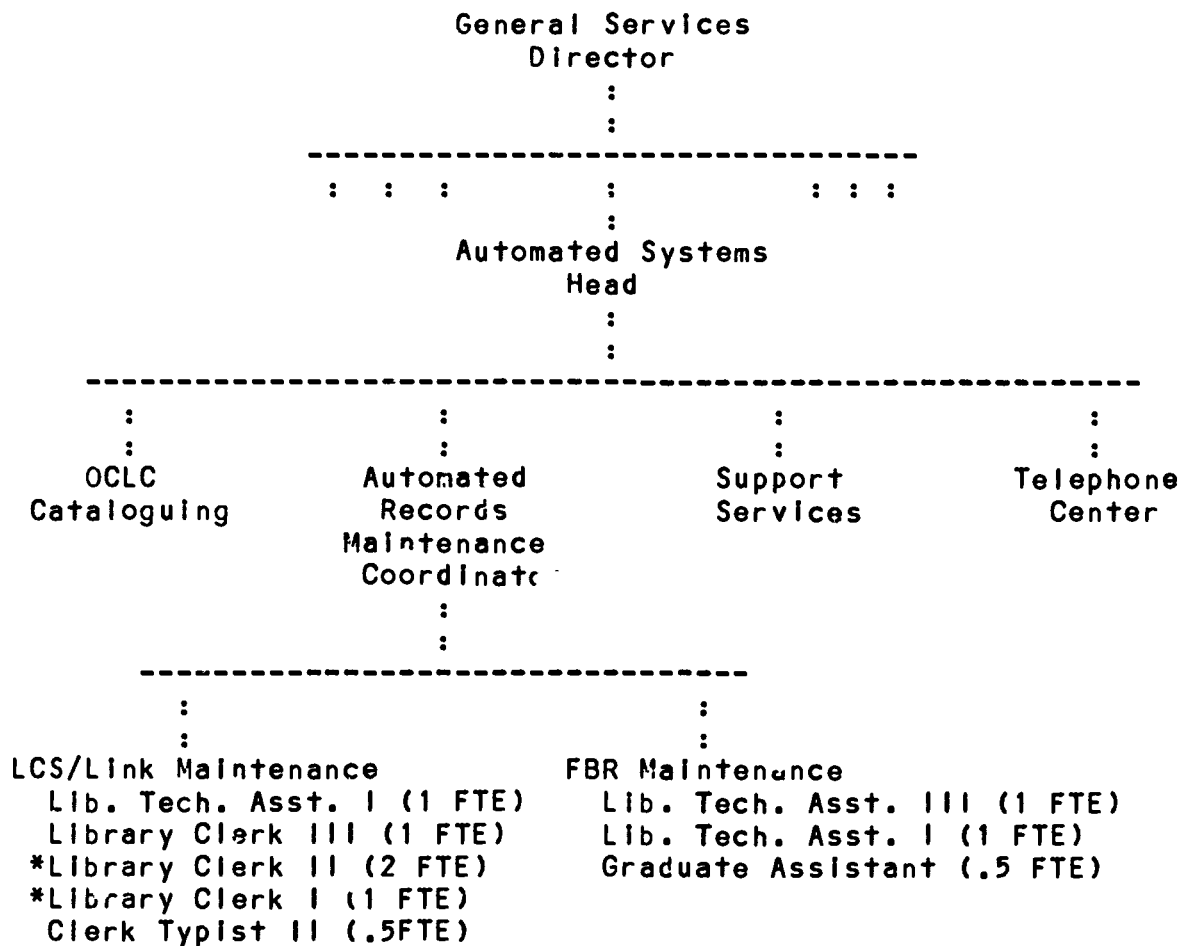 General Services
Director
Automated Systems
Head
OCLC
Cataloguing
Automated
Records
Maintenance
Coordinatc
Support
Services
Telephone
Center
LCS/Link Maintenance
Lib. Tech. Asst. I (1 FTE)
Library Clerk III (1 FTE)
*Library Clerk II (2 FTE)
*Library Clerk I (1 FTE)
Clerk Typist II (.5FTE)
FBR Maintenance
Lib. Tech. Asst. III (1 FTE)
Lib. Tech. Asst. I (1 FTE)
Graduate Assistant (.5 FTE)